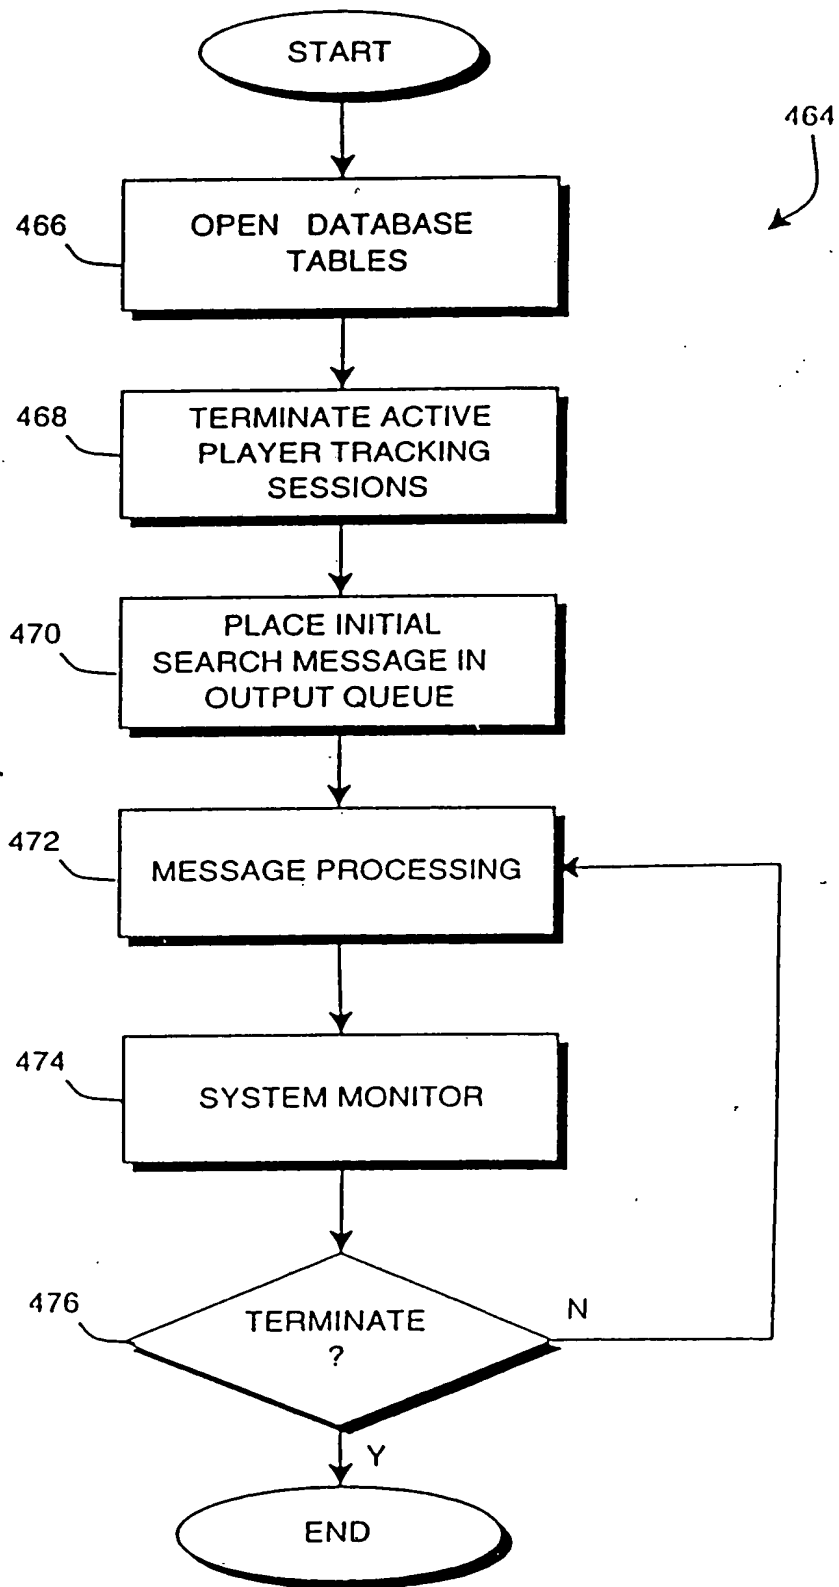 START
464
466
OPEN DATABASE
TABLES
468
TERMINATE ACTIVE
PLAYER TRACKING
SESSIONS
470
PLACE INITIAL
SEARCH MESSAGE IN
OUTPUT QUEUE
472
MESSAGE PROCESSING
474
SYSTEM MONITOR
476
TERMINATE
?
N
Y
END